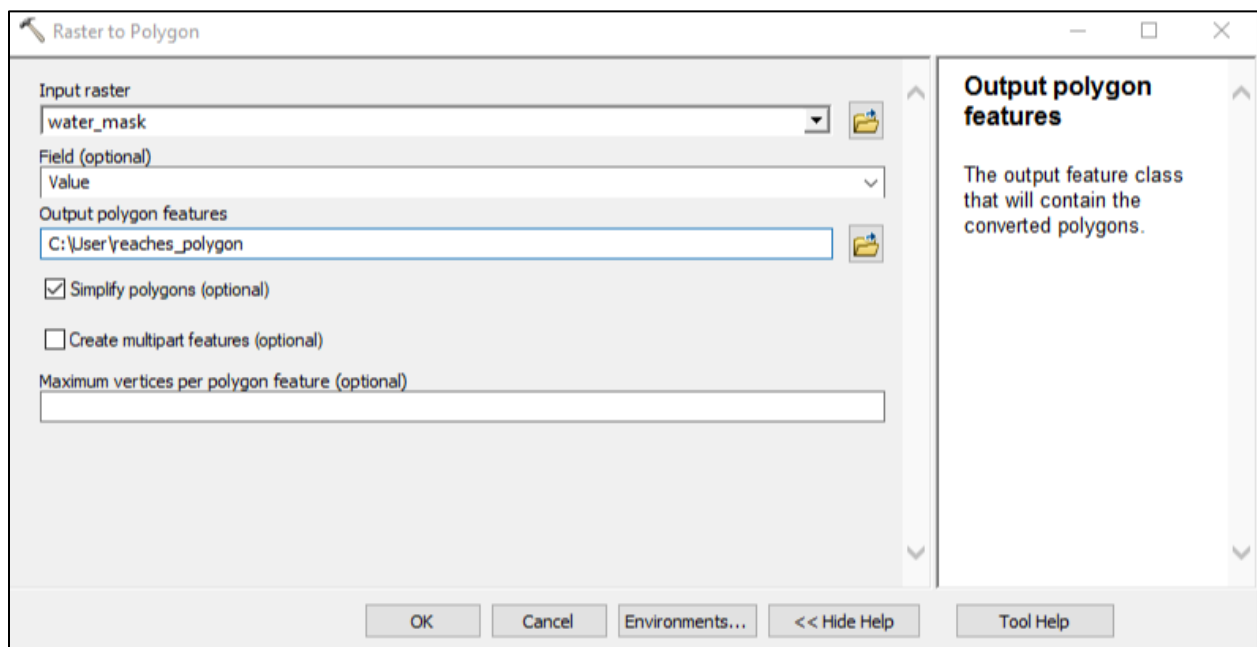 Raster to Polygon
Input raster
water_mask
Field (optional)
Value
Output polygon features
C:\User\reaches_polygon
Simplify polygons (optional)
Create multipart features (optional)
Maximum vertices per polygon feature (optional)
OK
Cancel
Environments...
<< Hide Help
Output polygon
features
The output feature class
that will contain the
converted polygons.
Tool Help